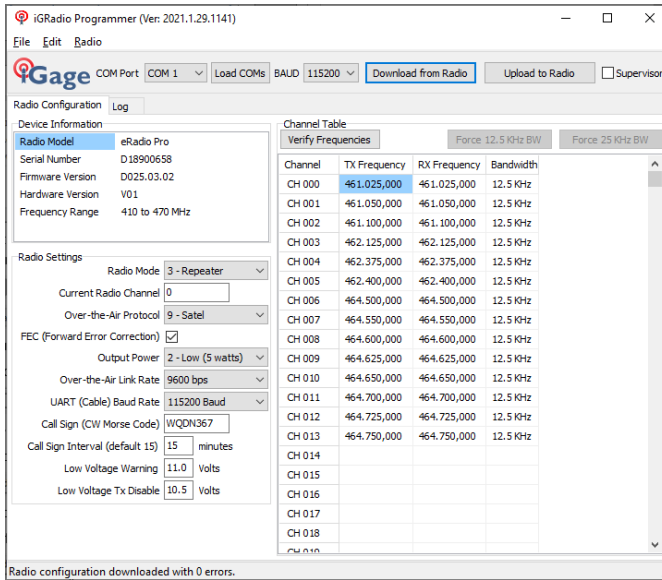 iGRadio Programmer (Ver: 2021.1.29.1141)
File Edit Radio
iGage COM Port COM 1 Load COMs BAUD 115200 Download from Radio Upload to Radio Supervisor
Radio Configuration Log
Device Information
Radio Model eRadio Pro
Serial Number D18900658
Firmware Version D025.03.02
Hardware Version V01
Frequency Range 410 to 470 MHz
Radio Settings
Radio Mode 3 - Repeater
Current Radio Channel 0
Over-the-Air Protocol 9 - Satel
FEC (Forward Error Correction)
Output Power 2 - Low (5 watts)
Over-the-Air Link Rate 9600 bps
UART (Cable) Baud Rate 115200 Baud
Call Sign (CW Morse Code) WQDN367
Call Sign Interval (default 15) 15 minutes
Low Voltage Warning 11.0 Volts
Low Voltage Tx Disable 10.5 Volts
Channel Table
Verify Frequencies Force 12.5 KHz BW Force 25 KHz BW
Channel TX Frequency RX Frequency Bandwidth
CH 000 461.025,000 461.025,000 12.5 KHz
CH 001 461.050,000 461.050,000 12.5 KHz
CH 002 461.100,000 461.100,000 12.5 KHz
CH 003 462.125,000 462.125,000 12.5 KHz
CH 004 462.375,000 462.375,000 12.5 KHz
CH 005 462.400,000 462.400,000 12.5 KHz
CH 006 464.500,000 464.500,000 12.5 KHz
CH 007 464.550,000 464.550,000 12.5 KHz
CH 008 464.600,000 464.600,000 12.5 KHz
CH 009 464.625,000 464.625,000 12.5 KHz
CH 010 464.650,000 464.650,000 12.5 KHz
CH 011 464.700,000 464.700,000 12.5 KHz
CH 012 464.725,000 464.725,000 12.5 KHz
CH 013 464.750,000 464.750,000 12.5 KHz
CH 014
CH 015
CH 016
CH 017
CH 018
CH 019
Radio configuration downloaded with 0 errors.